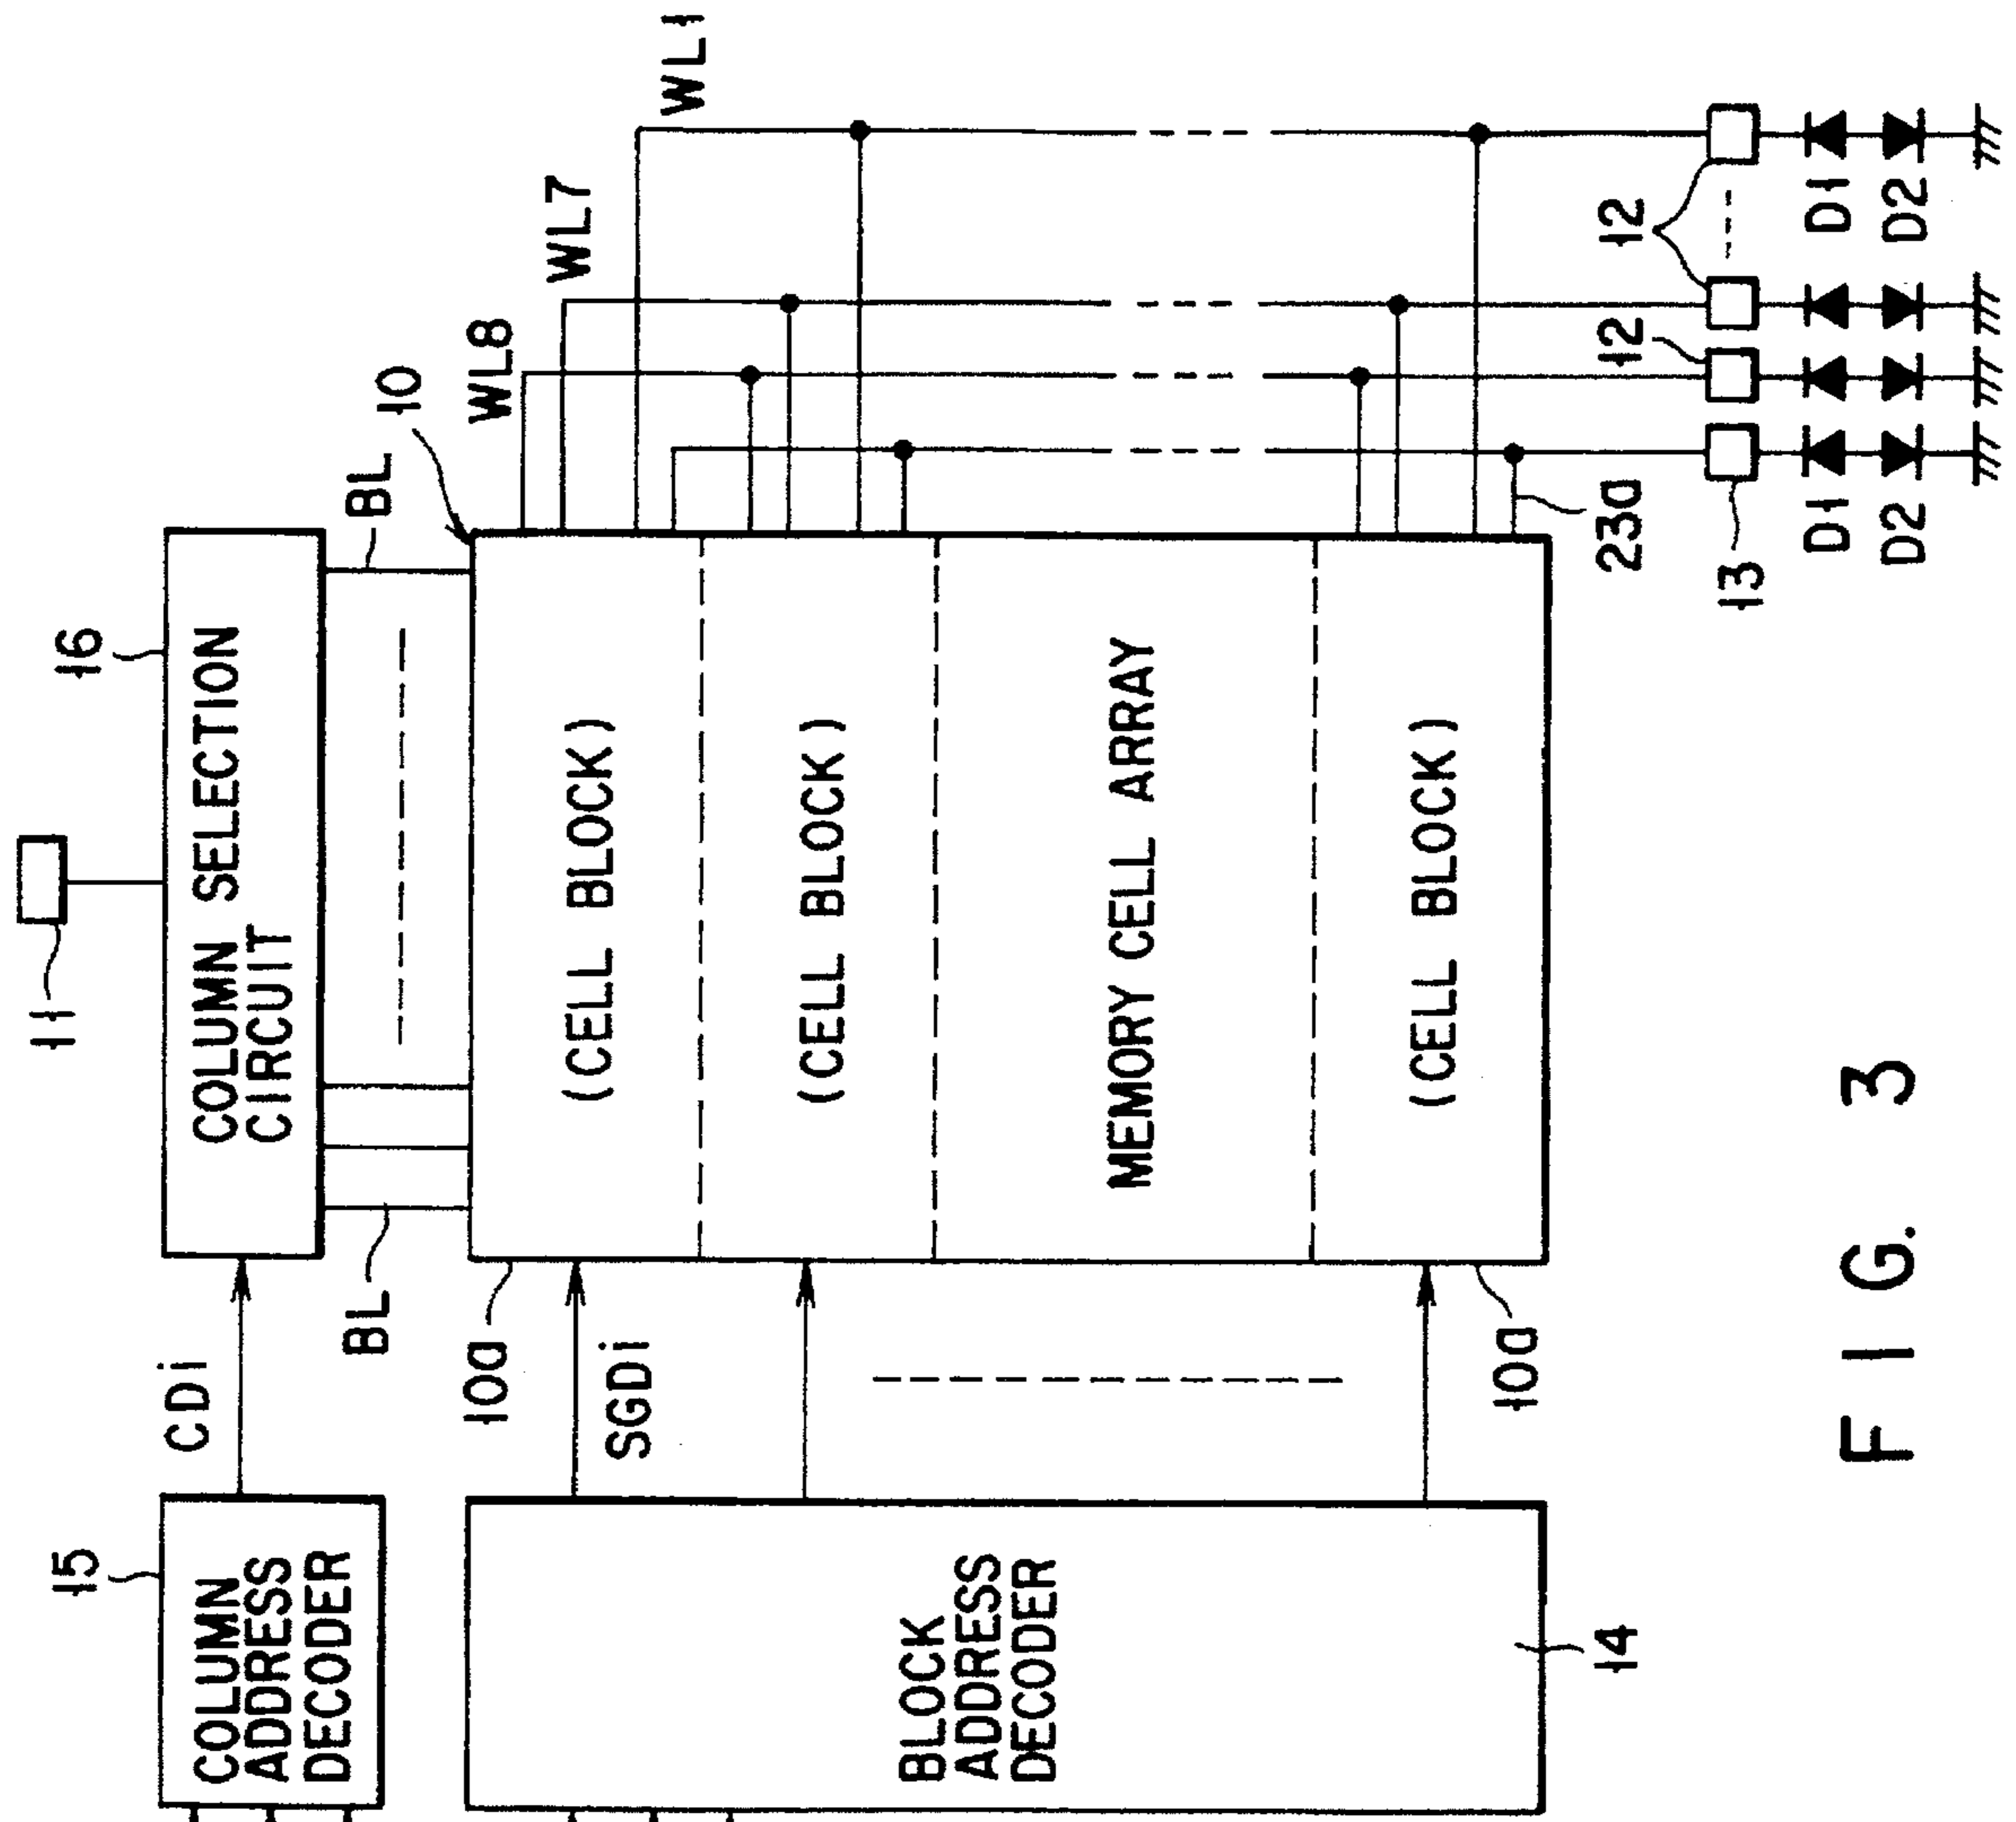 11
16
COLUMN SELECTION
CIRCUIT
15
COLUMN
ADDRESS
DECODER
CDi
BL
BL
10
10a
SGDi
(CELL BLOCK)
(CELL BLOCK)
MEMORY CELL ARRAY
(CELL BLOCK)
10a
BLOCK
ADDRESS
DECODER
14
WL8
WL7
WL1
23a
12
12
13
D1
D2
D1
D2
FIG. 3